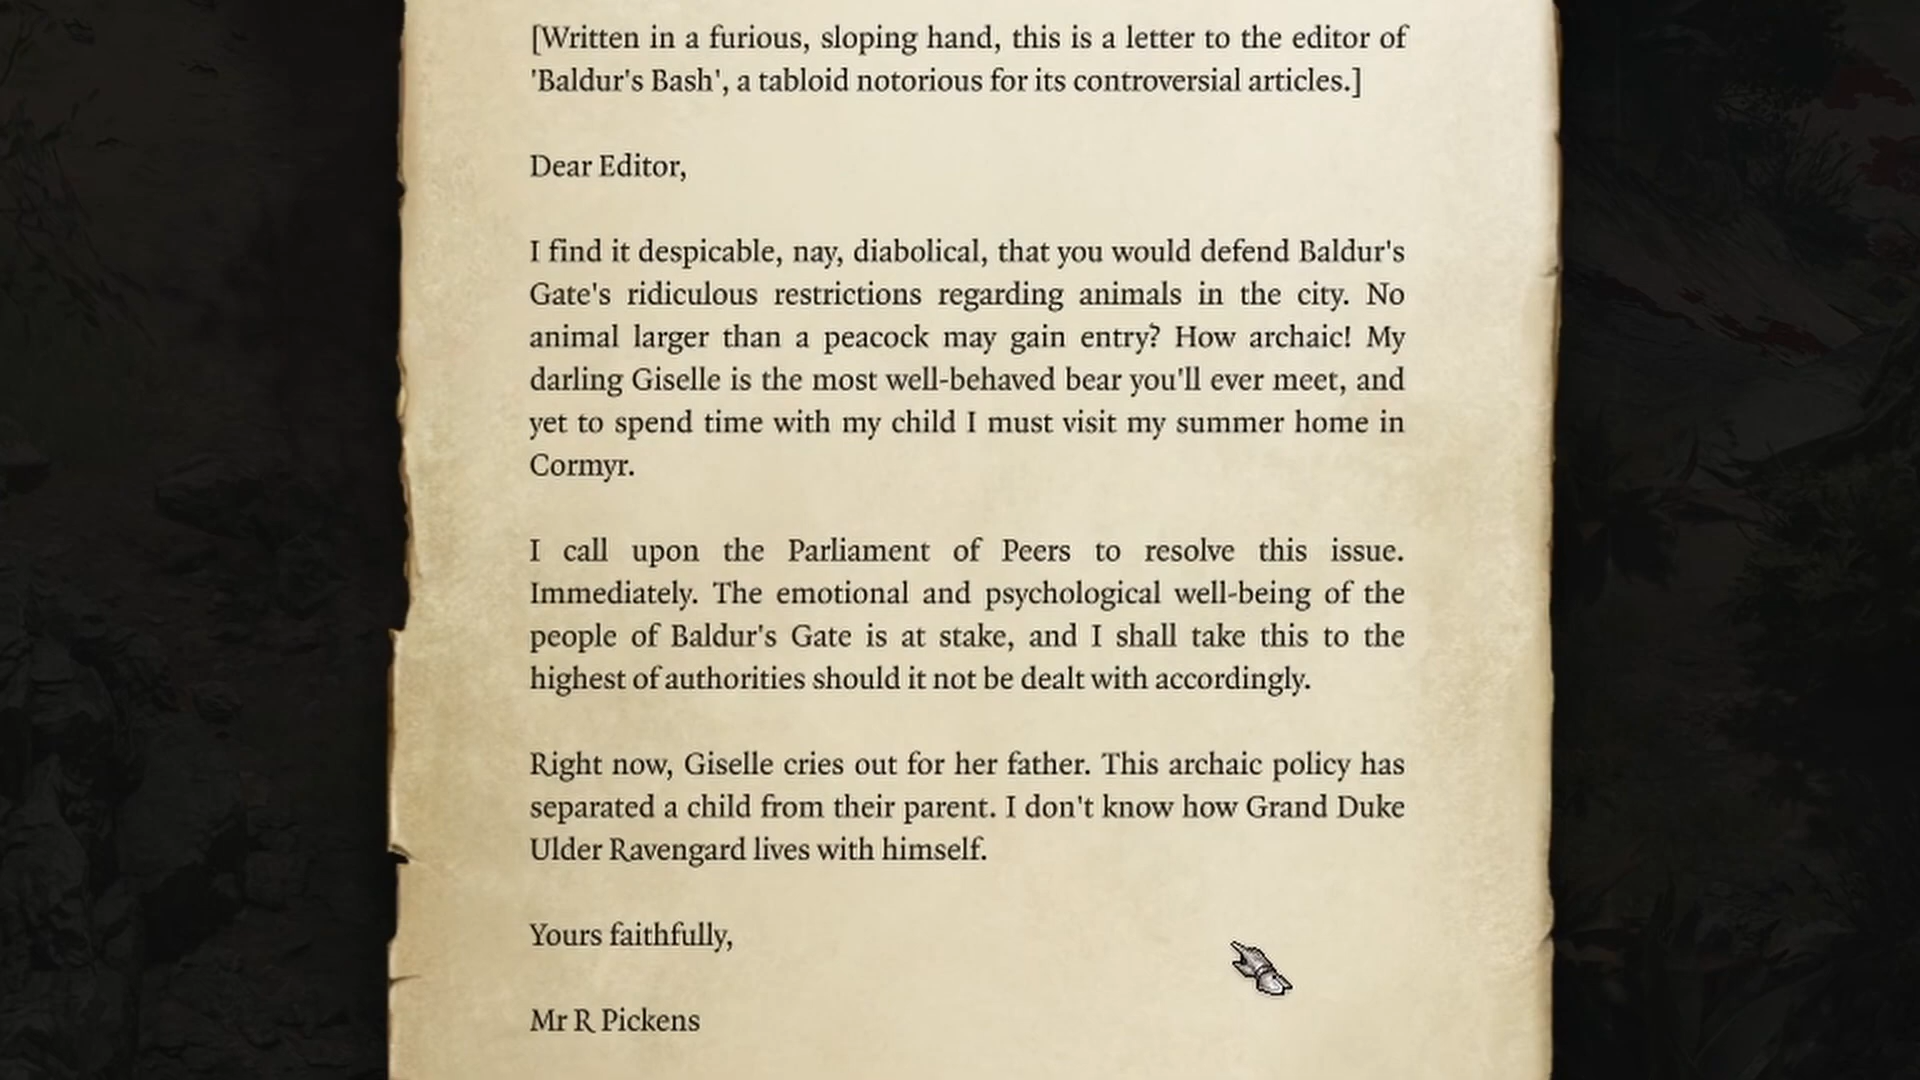 [Written in a furious, sloping hand, this is a letter to the editor of
'Baldur's Bash', a tabloid notorious for its controversial articles.]
Dear Editor,
I find it despicable, nay, diabolical, that you would defend Baldur's
Gate's ridiculous restrictions regarding animals in the city. No
animal larger than a peacock may gain entry? How archaic! My
darling Giselle is the most well-behaved bear you'll ever meet, and
yet to spend time with my child I must visit my summer home in
Cormyr.
I call upon the Parliament of Peers to resolve this issue.
Immediately. The emotional and psychological well-being of the
people of Baldur's Gate is at stake, and I shall take this to the
highest of authorities should it not be dealt with accordingly.
Right now, Giselle cries out for her father. This archaic policy has
separated a child from their parent. I don't know how Grand Duke
Ulder Ravengard lives with himself.
Yours faithfully,
Mr R Pickens